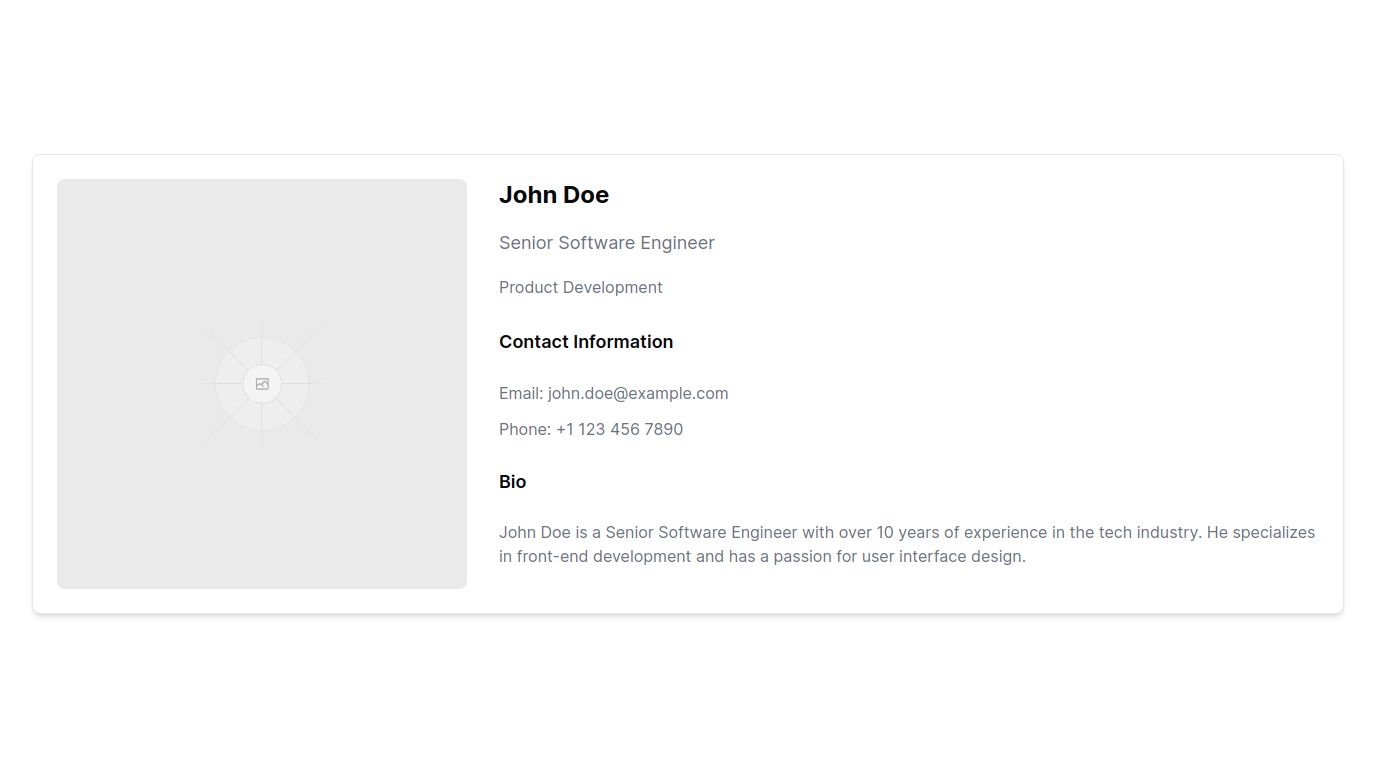 John Doe
Senior Software Engineer
Product Development
Contact Information
Email: john.doe@example.com
Phone: +1 123 456 7890
Bio
John Doe is a Senior Software Engineer with over 10 years of experience in the tech industry. He specializes
in front-end development and has a passion for user interface design.